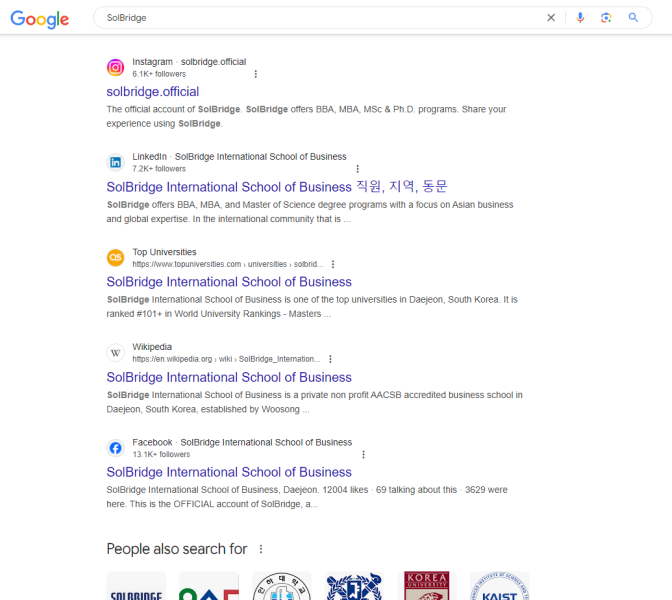 Google
SolBridge
Instagram · solbridge.official
6.1K+ followers
solbridge.official
The official account of SolBridge. SolBridge offers BBA, MBA, MSc & Ph.D. programs. Share your
experience using SolBridge.
in
LinkedIn · SolBridge International School of Business
7.2K+ followers
SolBridge International School of Business 직원, 지역, 동문
SolBridge offers BBA, MBA, and Master of Science degree programs with a focus on Asian business
and global expertise. In the international community that is ...
QS
Top Universities
https://www.topuniversities.com › universities › solbrid...
SolBridge International School of Business
SolBridge International School of Business is one of the top universities in Daejeon, South Korea. It is
ranked #101+ in World University Rankings - Masters ...
W
Wikipedia
https://en.wikipedia.org › wiki › SolBridge_Internation...
SolBridge International School of Business
SolBridge International School of Business is a private non profit AACSB accredited business school in
Daejeon, South Korea, established by Woosong ...
Facebook · SolBridge International School of Business
13.1K+ followers
SolBridge International School of Business
SolBridge International School of Business, Daejeon. 12004 likes · 69 talking about this · 3629 were
here. This is the OFFICIAL account of SolBridge, a...
People also search for
SOLBRIDGE
인하대학교
KOREA
UNIVERSITY
KAIST